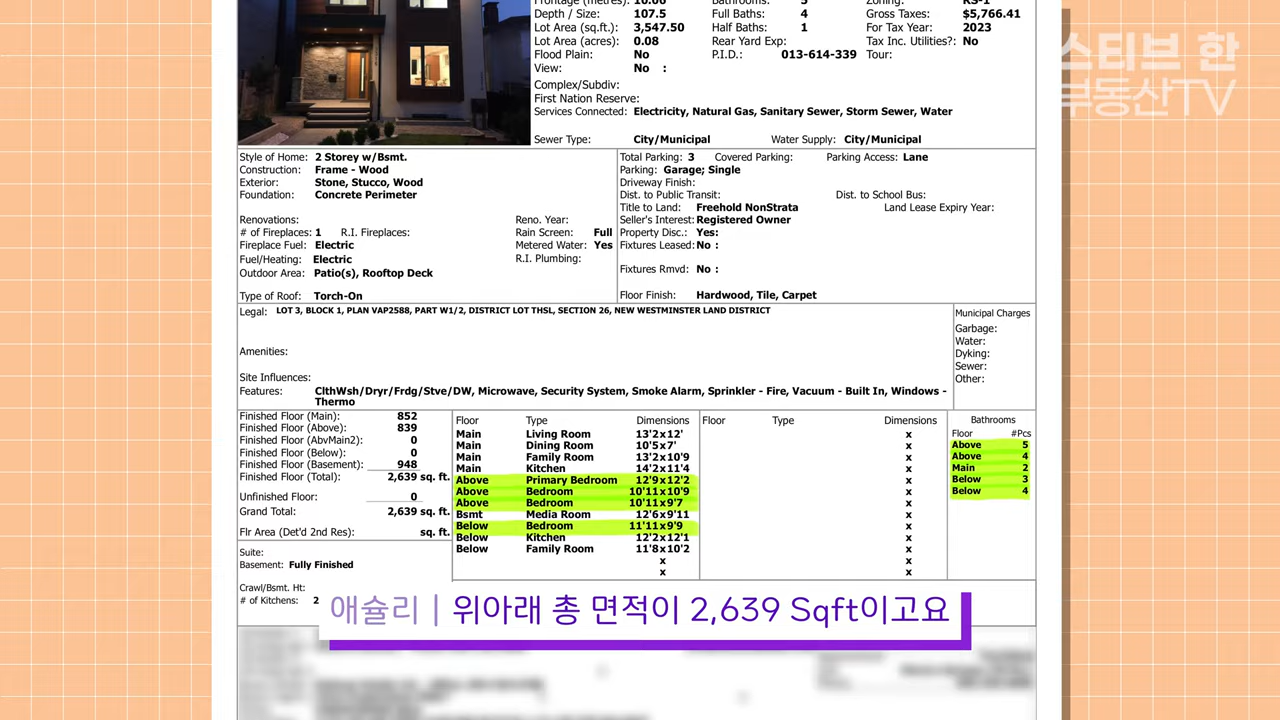 Frontage (metres): 10.06 Bathrooms: 5 Zoning: RS-1
Depth / Size: 107.5 Full Baths: 4 Gross Taxes: $5,766.41
Lot Area (sq.ft.): 3,547.50 Half Baths: 1 For Tax Year: 2023
Lot Area (acres): 0.08 Rear Yard Exp: Tax Inc. Utilities?: No
Flood Plain: No P.I.D.: 013-614-339 Tour:
View: No :
Complex/Subdiv:
First Nation Reserve:
Services Connected: Electricity, Natural Gas, Sanitary Sewer, Storm Sewer, Water
Sewer Type: City/Municipal Water Supply: City/Municipal
스티브 한
부동산TV
Style of Home: 2 Storey w/Bsmt.
Construction: Frame - Wood
Exterior: Stone, Stucco, Wood
Foundation: Concrete Perimeter
Renovations: Reno. Year:
# of Fireplaces: 1 R.I. Fireplaces: Rain Screen: Full
Fireplace Fuel: Electric Metered Water: Yes
Fuel/Heating: Electric R.I. Plumbing:
Outdoor Area: Patio(s), Rooftop Deck
Type of Roof: Torch-On
Total Parking: 3 Covered Parking: Parking Access: Lane
Parking: Garage; Single
Driveway Finish:
Dist. to Public Transit: Dist. to School Bus:
Title to Land: Freehold NonStrata Land Lease Expiry Year:
Seller's Interest: Registered Owner
Property Disc.: Yes:
Fixtures Leased: No :
Fixtures Rmvd: No :
Floor Finish: Hardwood, Tile, Carpet
Legal: LOT 3, BLOCK 1, PLAN VAP2588, PART W1/2, DISTRICT LOT THSL, SECTION 26, NEW WESTMINSTER LAND DISTRICT
Amenities:
Site Influences:
Features: ClthWsh/Dryr/Frdg/Stve/DW, Microwave, Security System, Smoke Alarm, Sprinkler - Fire, Vacuum - Built In, Windows -
Thermo
Municipal Charges
Garbage:
Water:
Dyking:
Sewer:
Other:
Finished Floor (Main): 852
Finished Floor (Above): 839
Finished Floor (AbvMain2): 0
Finished Floor (Below): 0
Finished Floor (Basement): 948
Finished Floor (Total): 2,639 sq. ft.
Unfinished Floor: 0
Grand Total: 2,639 sq. ft.
Flr Area (Det'd 2nd Res): sq. ft.
Suite:
Basement: Fully Finished
Crawl/Bsmt. Ht:
# of Kitchens: 2
Floor Type Dimensions
Main Living Room 13'2x12'
Main Dining Room 10'5x7'
Main Family Room 13'2x10'9
Main Kitchen 14'2x11'4
Above Primary Bedroom 12'9x12'2
Above Bedroom 10'11x10'9
Above Bedroom 10'11x9'7
Bsmt Media Room 12'6x9'11
Below Bedroom 11'11x9'9
Below Kitchen 12'2x12'1
Below Family Room 11'8x10'2
x
x
Floor Type Dimensions
x
x
x
x
x
x
x
x
x
x
x
x
x
Bathrooms
Floor #Pcs
Above 5
Above 4
Main 2
Below 3
Below 4
애슐리 | 위아래 총 면적이 2,639 Sqft이고요